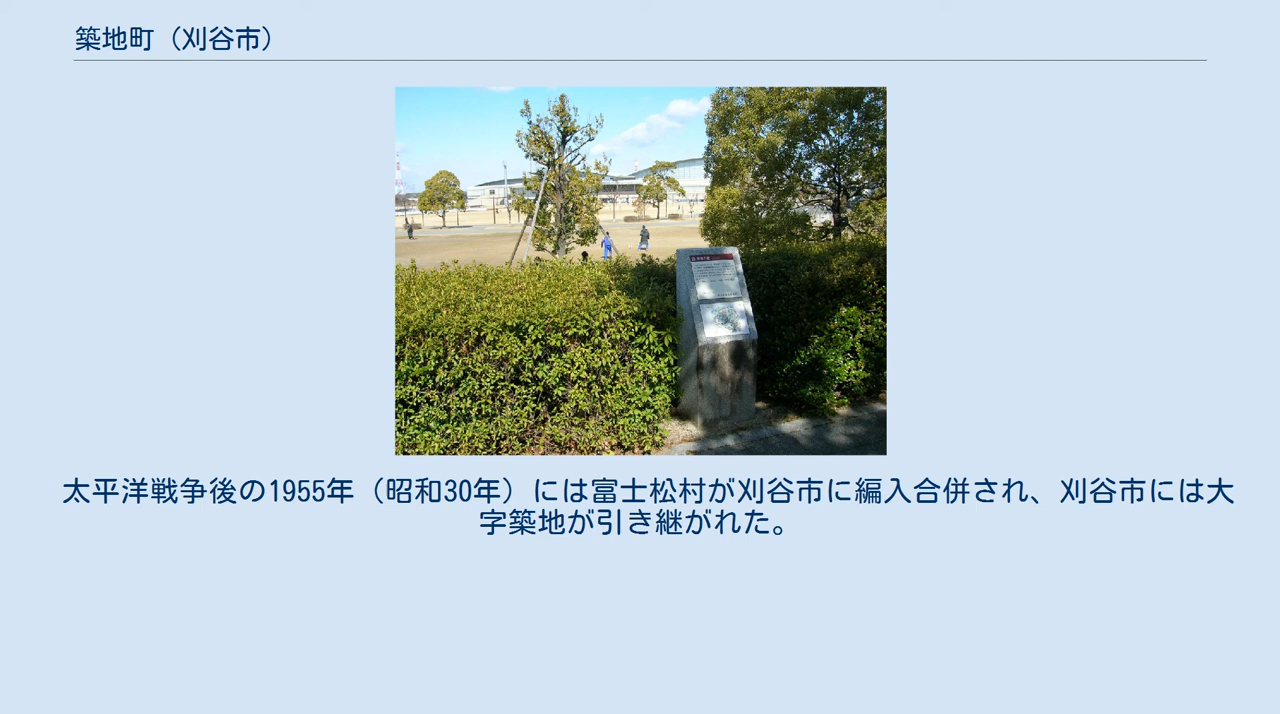 築地町（刈谷市）
太平洋戦争後の1955年（昭和30年）には富士松村が刈谷市に編入合併され、刈谷市には大
字築地が引き継がれた。